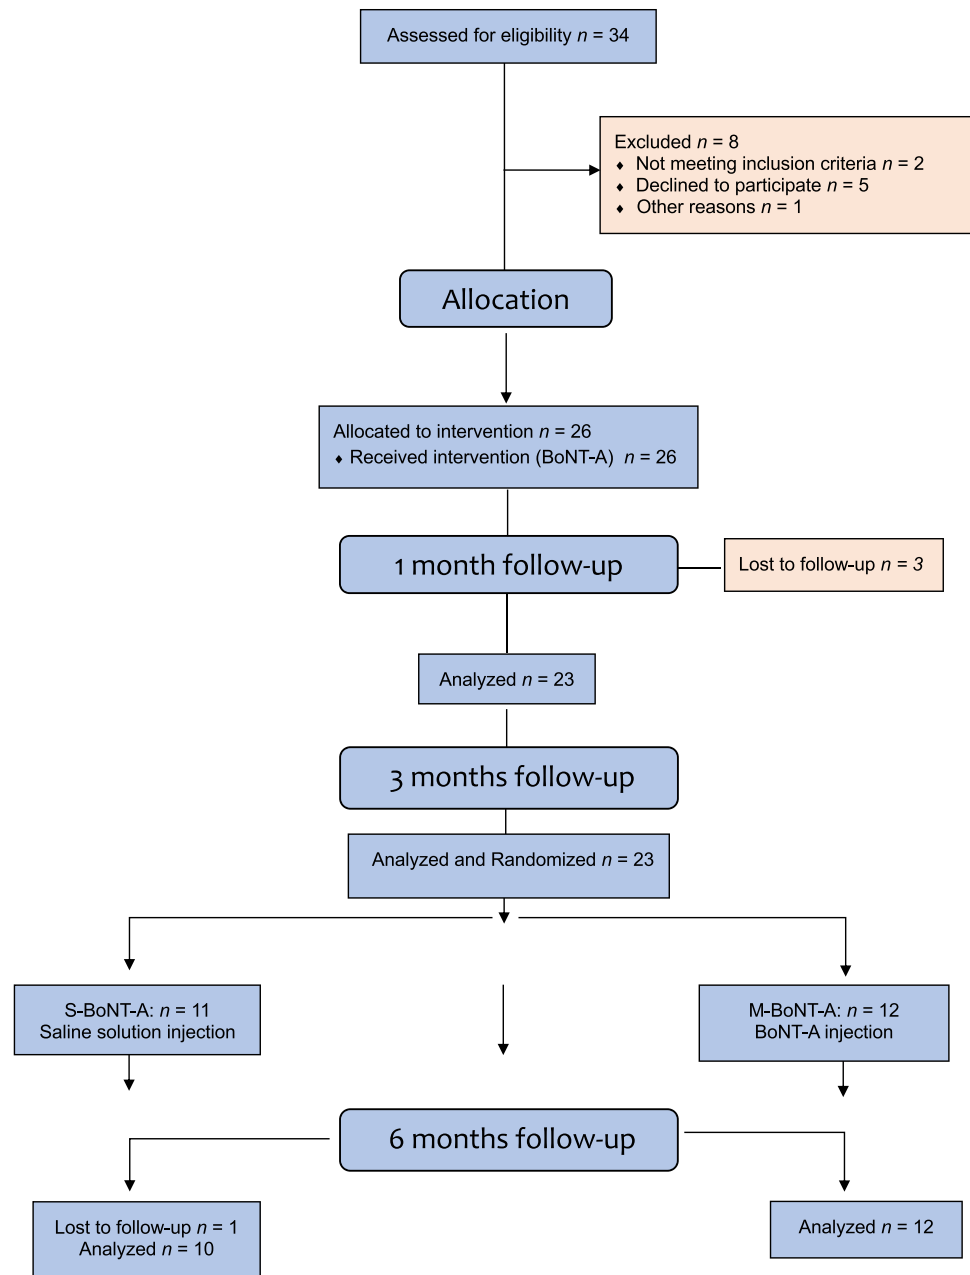 Assessed for eligibility n = 34
Excluded n = 8
♦ Not meeting inclusion criteria n = 2
♦ Declined to participate n = 5
♦ Other reasons n = 1
Allocation
Allocated to intervention n = 26
♦ Received intervention (BoNT-A) n = 26
1 month follow-up
Lost to follow-up n = 3
Analyzed n = 23
3 months follow-up
Analyzed and Randomized n = 23
S-BoNT-A: n = 11
Saline solution injection
M-BoNT-A: n = 12
BoNT-A injection
6 months follow-up
Lost to follow-up n = 1
Analyzed n = 10
Analyzed n = 12